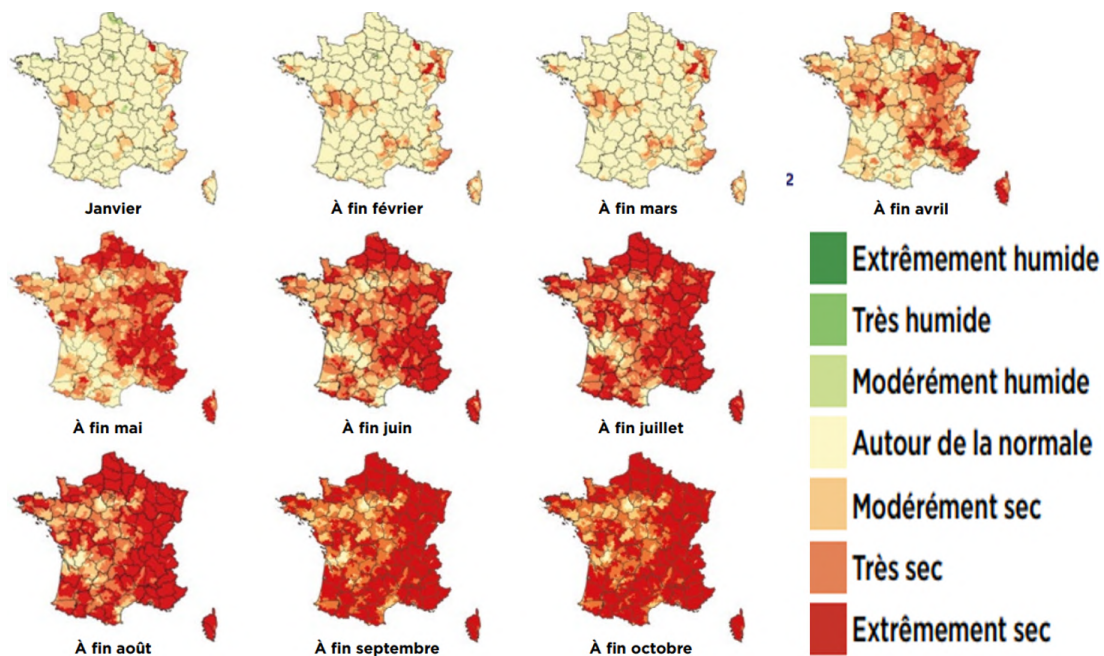 Janvier
À fin février
À fin mars
2
À fin avril
À fin mai
À fin juin
À fin juillet
À fin août
À fin septembre
À fin octobre
Extrêmement humide
Très humide
Modérément humide
Autour de la normale
Modérément sec
Très sec
Extrêmement sec